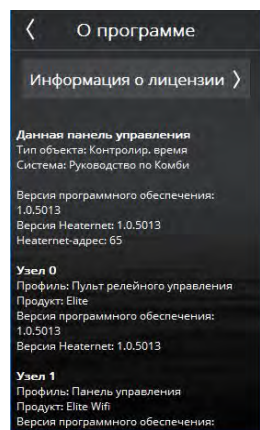 О программе
Информация о лицензии
Данная панель управления
Тип объекта: Контролир. время
Система: Руководство по Комби
Версия программного обеспечения:
1.0.5013
Версия Heaternet: 1.0.5013
Heaternet-адрес: 65
Узел 0
Профиль: Пульт релейного управления
Продукт: Elite
Версия программного обеспечения:
1.0.5013
Версия Heaternet: 1.0.5013
Узел 1
Профиль: Панель управления
Продукт: Elite Wifi
Версия программного обеспечения: